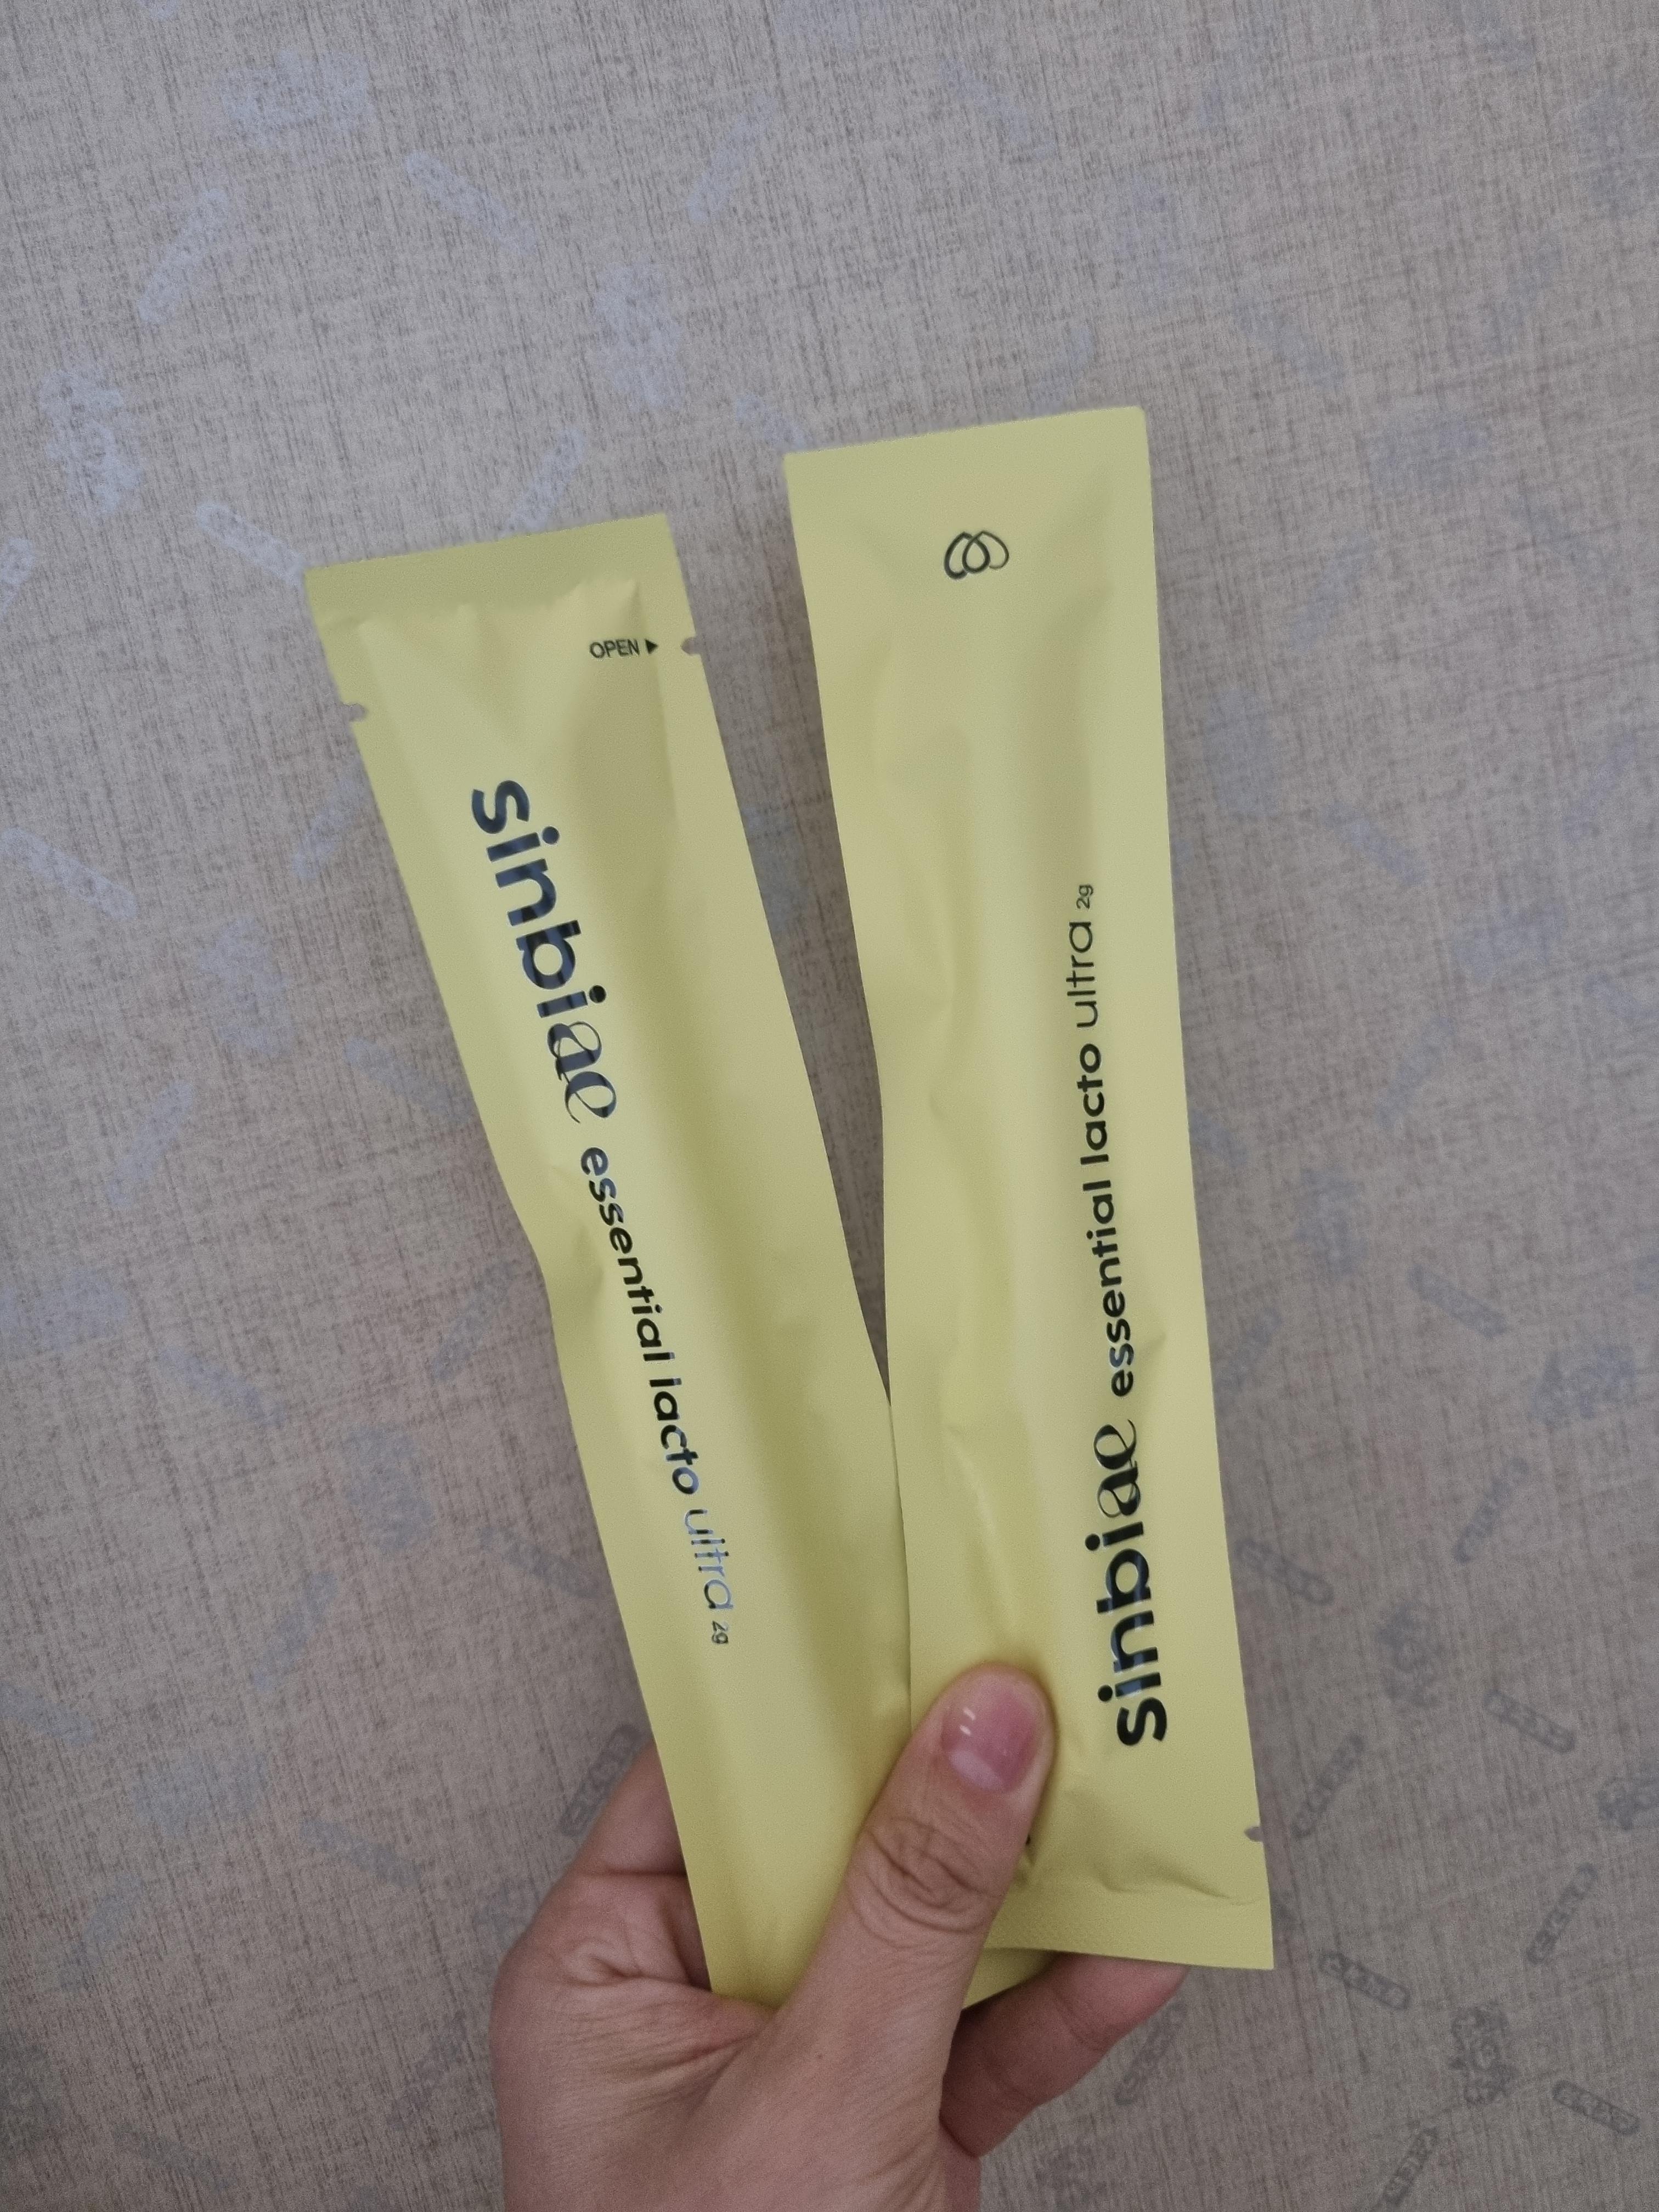 OPEN ▶
sinbiae essential lacto ultra 2g
sinbiae essential lacto ultra 2g